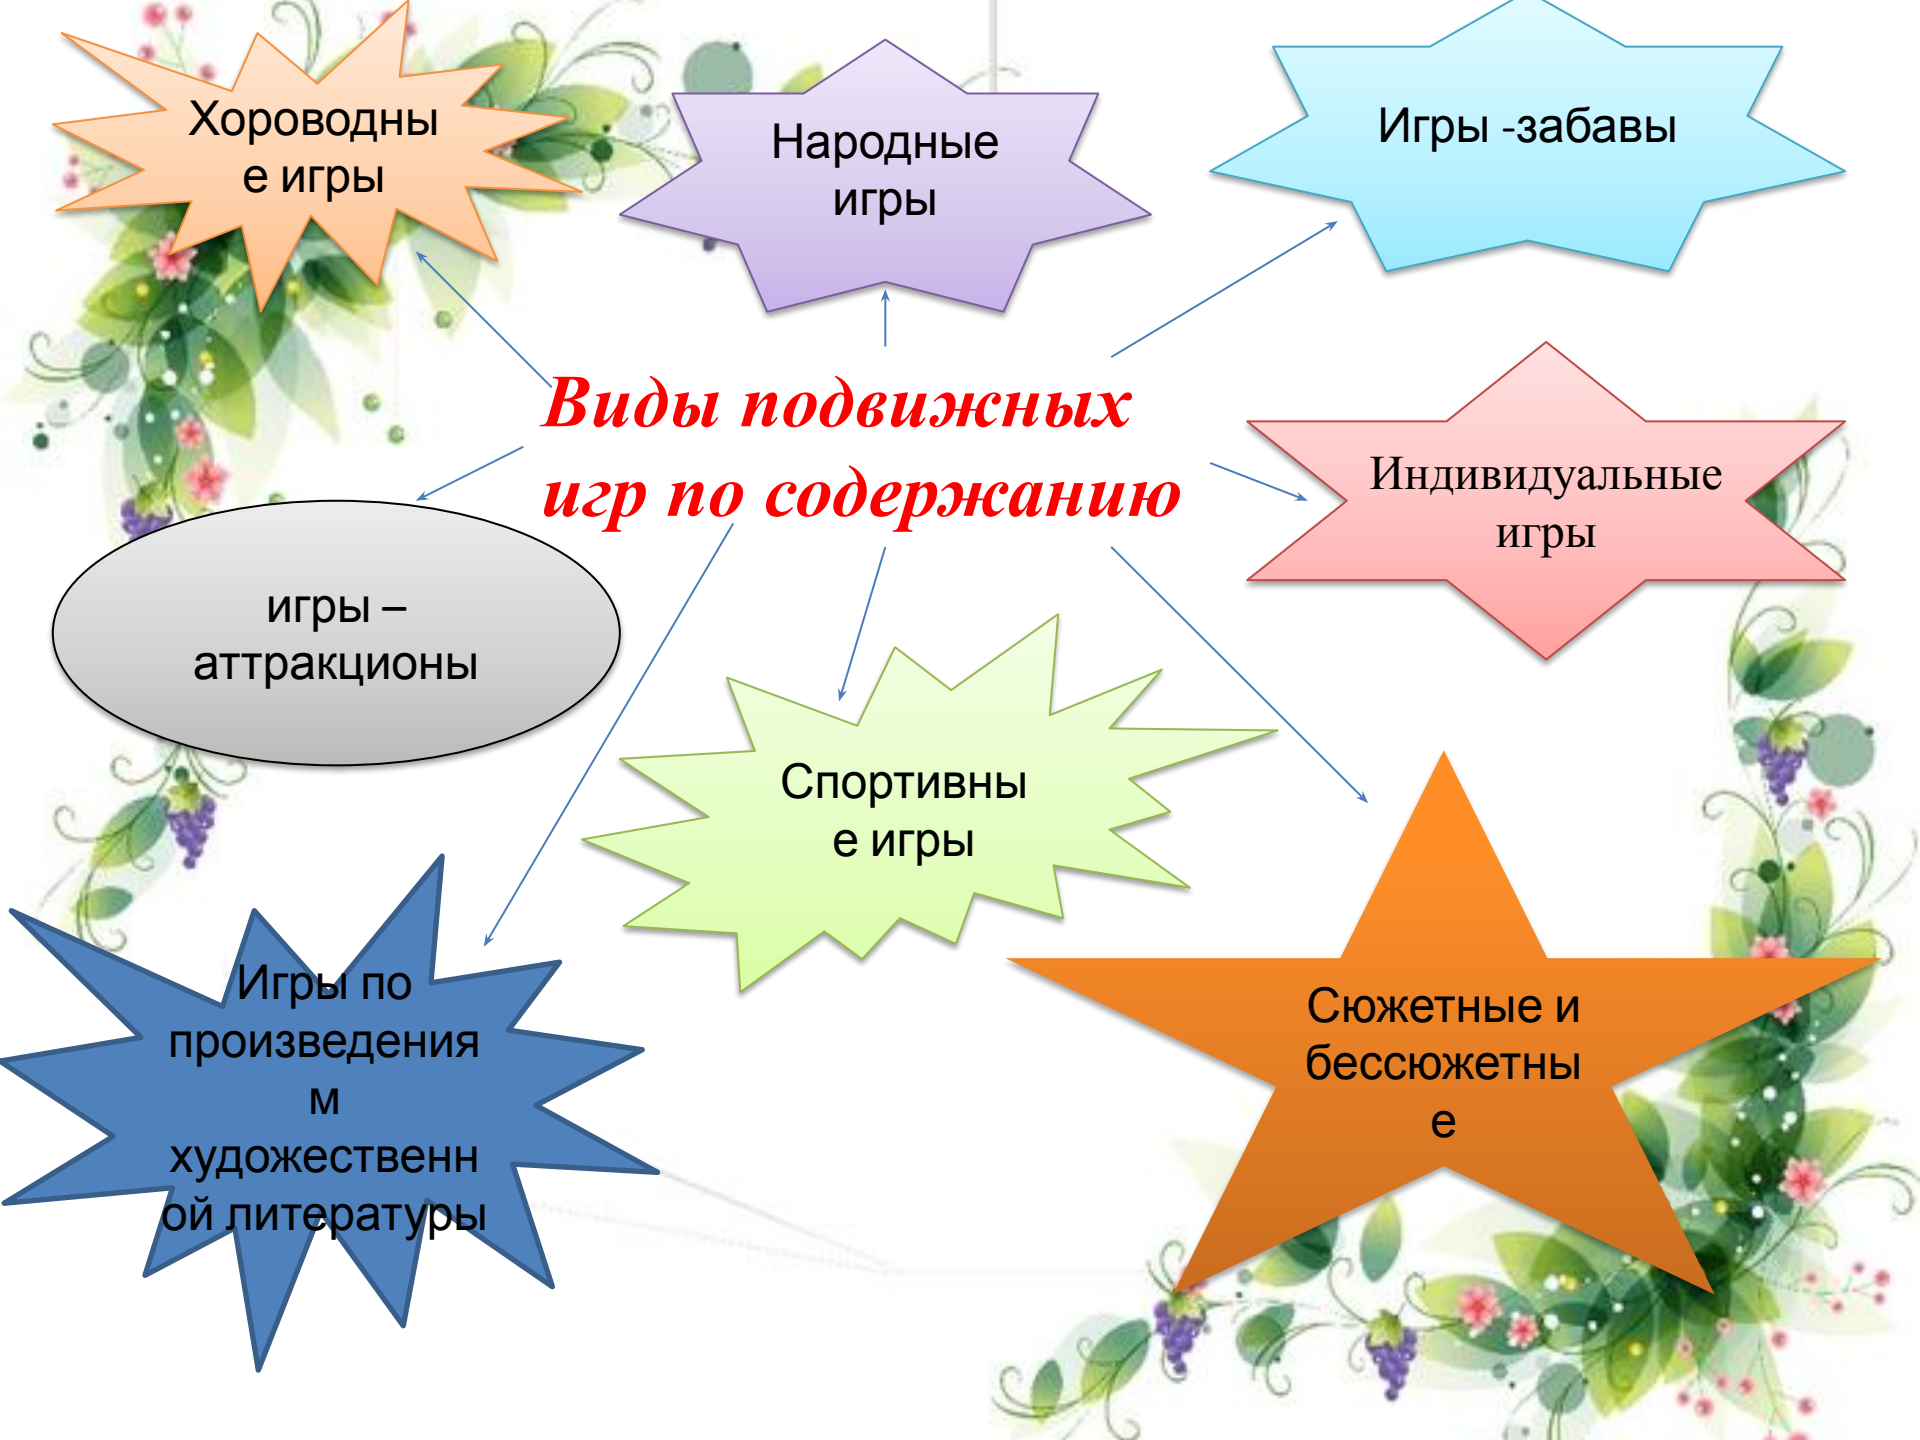 Хороводны
е игры
Народные
игры
Игры -забавы
Виды подвижных
игр по содержанию
Индивидуальные
игры
игры –
аттракционы
Спортивны
е игры
Игры по
произведения
м
художественн
ой литературы
Сюжетные и
бессюжетны
е